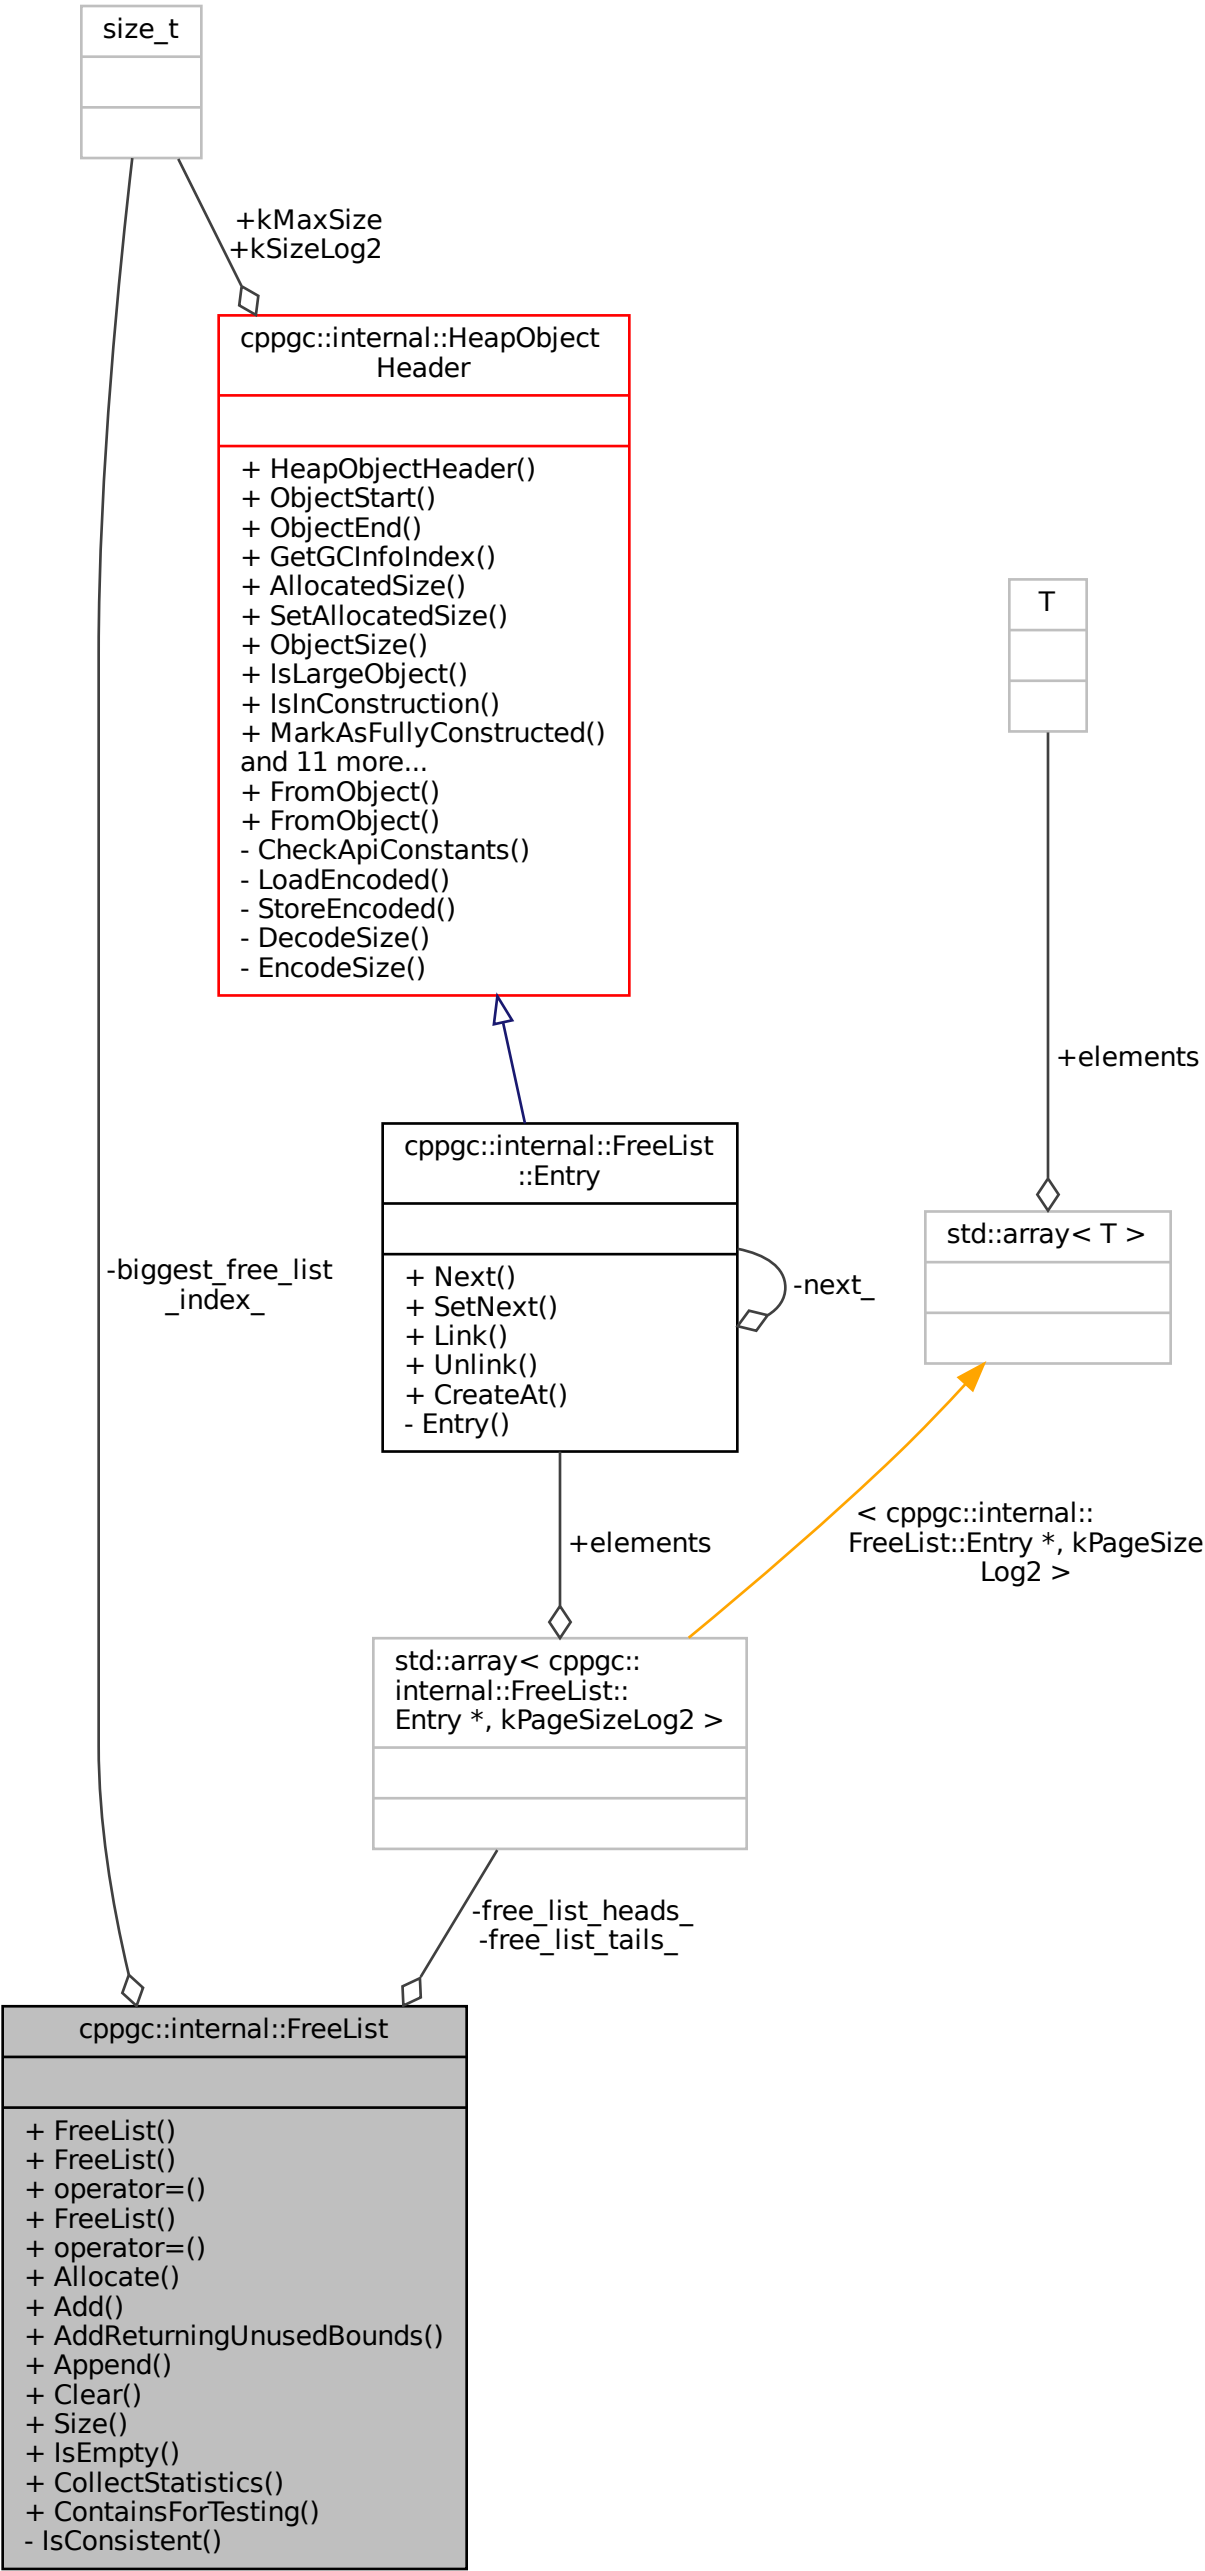 size_t
+kMaxSize
+kSizeLog2
cppgc::internal::HeapObject
Header
+ HeapObjectHeader()
+ ObjectStart()
+ ObjectEnd()
+ GetGCInfoIndex()
+ AllocatedSize()
+ SetAllocatedSize()
+ ObjectSize()
+ IsLargeObject()
+ IsInConstruction()
+ MarkAsFullyConstructed()
and 11 more...
+ FromObject()
+ FromObject()
- CheckApiConstants()
- LoadEncoded()
- StoreEncoded()
- DecodeSize()
- EncodeSize()
T
+elements
cppgc::internal::FreeList
::Entry
+ Next()
+ SetNext()
+ Link()
+ Unlink()
+ CreateAt()
- Entry()
-next_
std::array< T >
-biggest_free_list
_index_
+elements
< cppgc::internal::
FreeList::Entry *, kPageSize
Log2 >
std::array< cppgc::
internal::FreeList::
Entry *, kPageSizeLog2 >
-free_list_heads_
-free_list_tails_
cppgc::internal::FreeList
+ FreeList()
+ FreeList()
+ operator=()
+ FreeList()
+ operator=()
+ Allocate()
+ Add()
+ AddReturningUnusedBounds()
+ Append()
+ Clear()
+ Size()
+ IsEmpty()
+ CollectStatistics()
+ ContainsForTesting()
- IsConsistent()